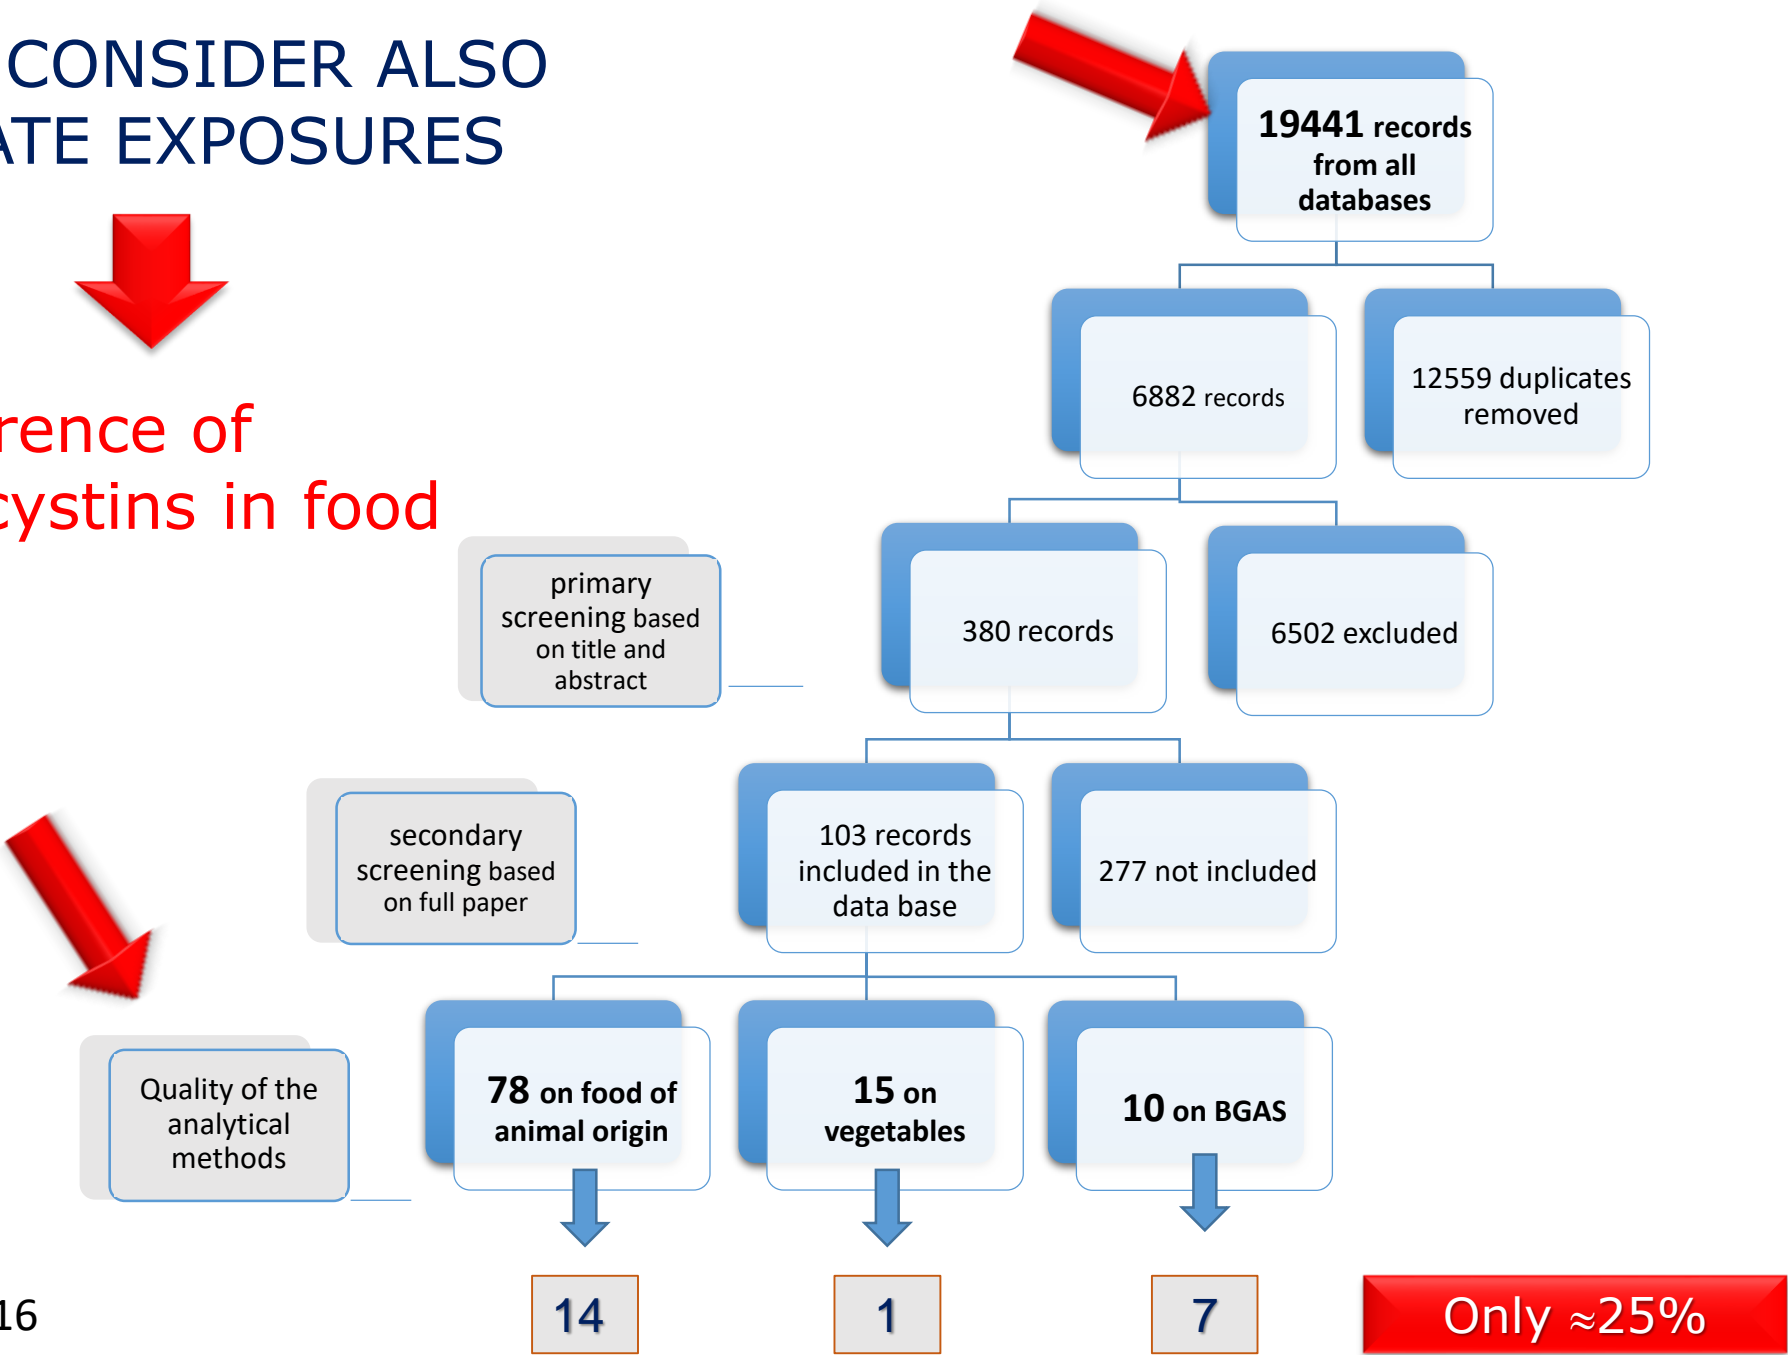 CONSIDER ALSO
ATE EXPOSURES
rence of
cystins in food
19441 records
from all
databases
6882 records
12559 duplicates
removed
primary
screening based
on title and
abstract
380 records
6502 excluded
secondary
screening based
on full paper
103 records
included in the
data base
277 not included
Quality of the
analytical
methods
78 on food of
animal origin
15 on
vegetables
10 on BGAS
16
14
1
7
Only ≈25%